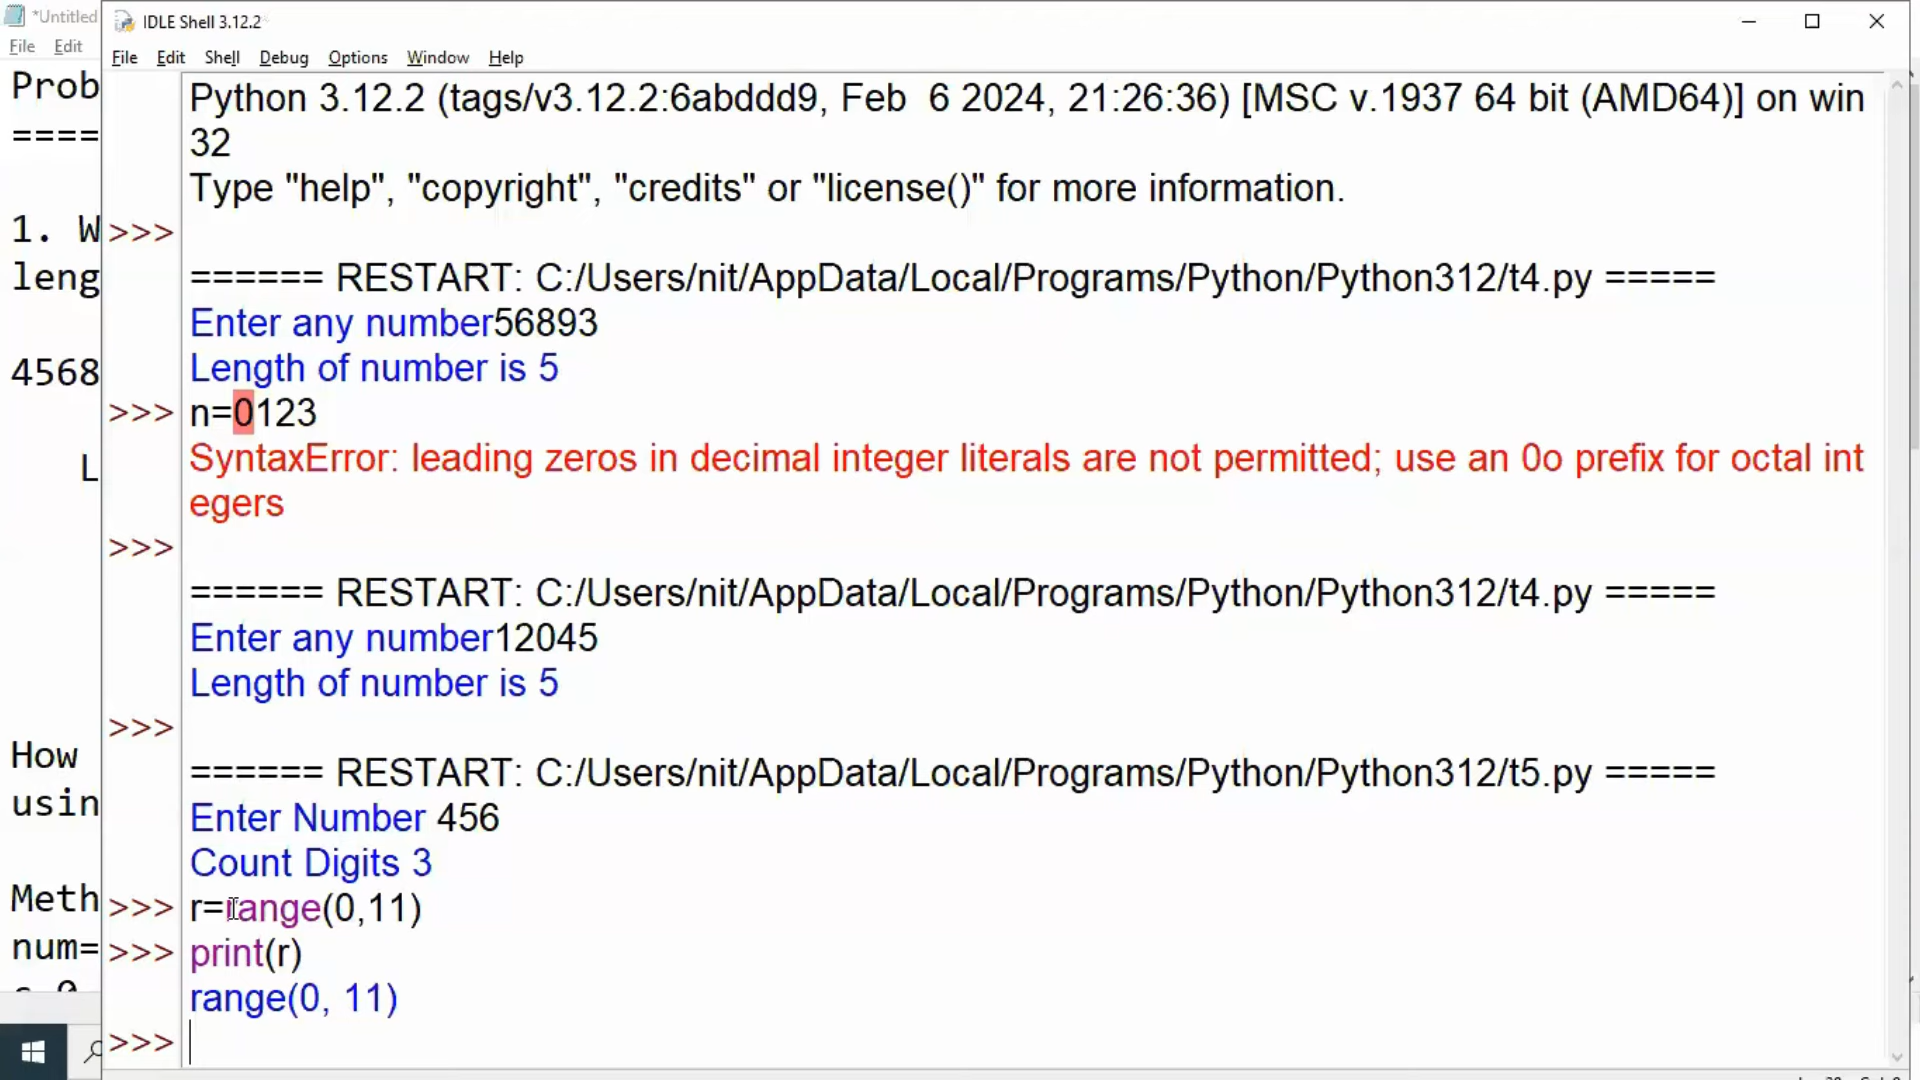 *Untitled
IDLE Shell 3.12.2*
File Edit
File Edit Shell Debug Options Window Help
Prob
====
1. W
leng
4568
L
How
usin
Meth
num=
Python 3.12.2 (tags/v3.12.2:6abddd9, Feb  6 2024, 21:26:36) [MSC v.1937 64 bit (AMD64)] on win
32
Type "help", "copyright", "credits" or "license()" for more information.
>>>
====== RESTART: C:/Users/nit/AppData/Local/Programs/Python/Python312/t4.py =====
Enter any number56893
Length of number is 5
>>> n=0123
SyntaxError: leading zeros in decimal integer literals are not permitted; use an 0o prefix for octal int
egers
>>>
====== RESTART: C:/Users/nit/AppData/Local/Programs/Python/Python312/t4.py =====
Enter any number12045
Length of number is 5
>>>
====== RESTART: C:/Users/nit/AppData/Local/Programs/Python/Python312/t5.py =====
Enter Number 456
Count Digits 3
>>> r=range(0,11)
>>> print(r)
range(0, 11)
>>>